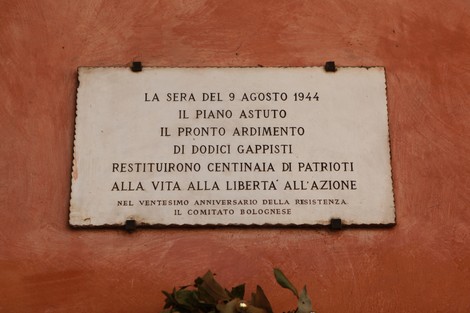 LA SERA DEL 9 AGOSTO 1944
IL PIANO ASTUTO
IL PRONTO ARDIMENTO
DI DODICI GAPPISTI
RESTITUIRONO CENTINAIA DI PATRIOTI
ALLA VITA ALLA LIBERTA' ALL'AZIONE
NEL VENTESIMO ANNIVERSARIO DELLA RESISTENZA.
IL COMITATO BOLOGNESE